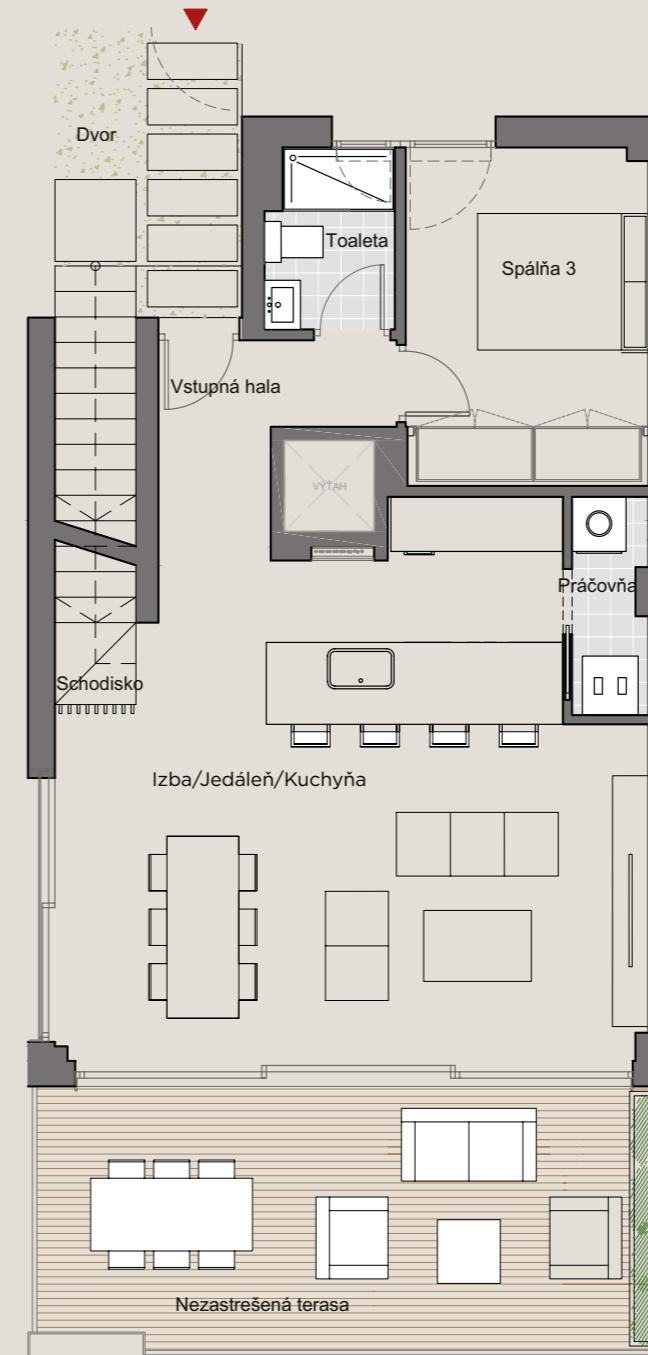 Dvor
Toaleta
Spálňa 3
Vstupná hala
VÝŤAH
Práčovňa
Schodisko
Izba/Jedáleň/Kuchyňa
Nezastrešená terasa